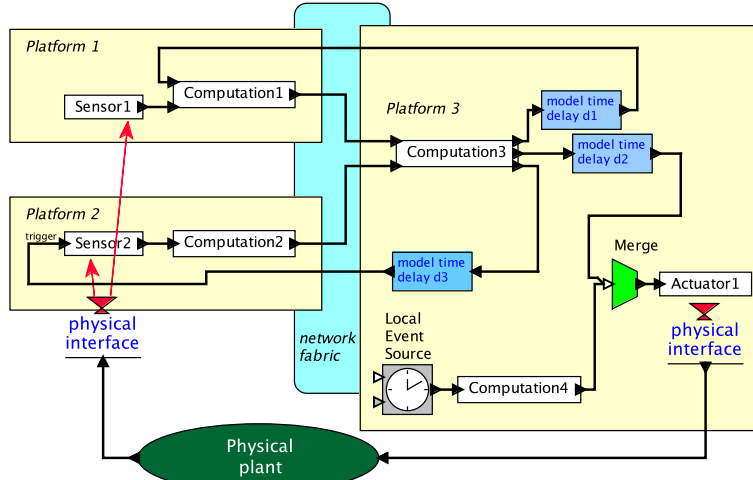 Platform 1
Computation1
Sensor1
Platform 3
model time
delay d1
Computation3
model time
delay d2
Platform 2
trigger
Sensor2
Computation2
model time
delay d3
Merge
Actuator1
physical
interface
network
fabric
Local
Event
Source
physical
interface
Computation4
Physical
plant